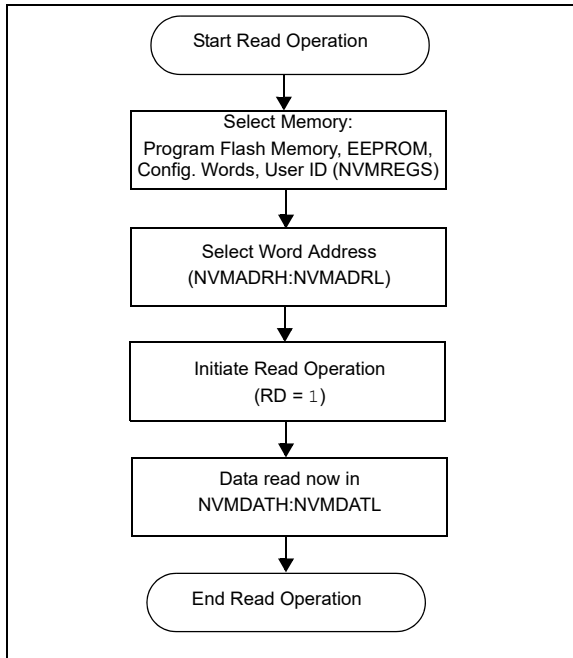 Start Read Operation
Select Memory:
Program Flash Memory, EEPROM,
Config. Words, User ID (NVMREGS)
Select Word Address
(NVMADRH:NVMADRL)
Initiate Read Operation
(RD = 1)
Data read now in
NVMDATH:NVMDATL
End Read Operation